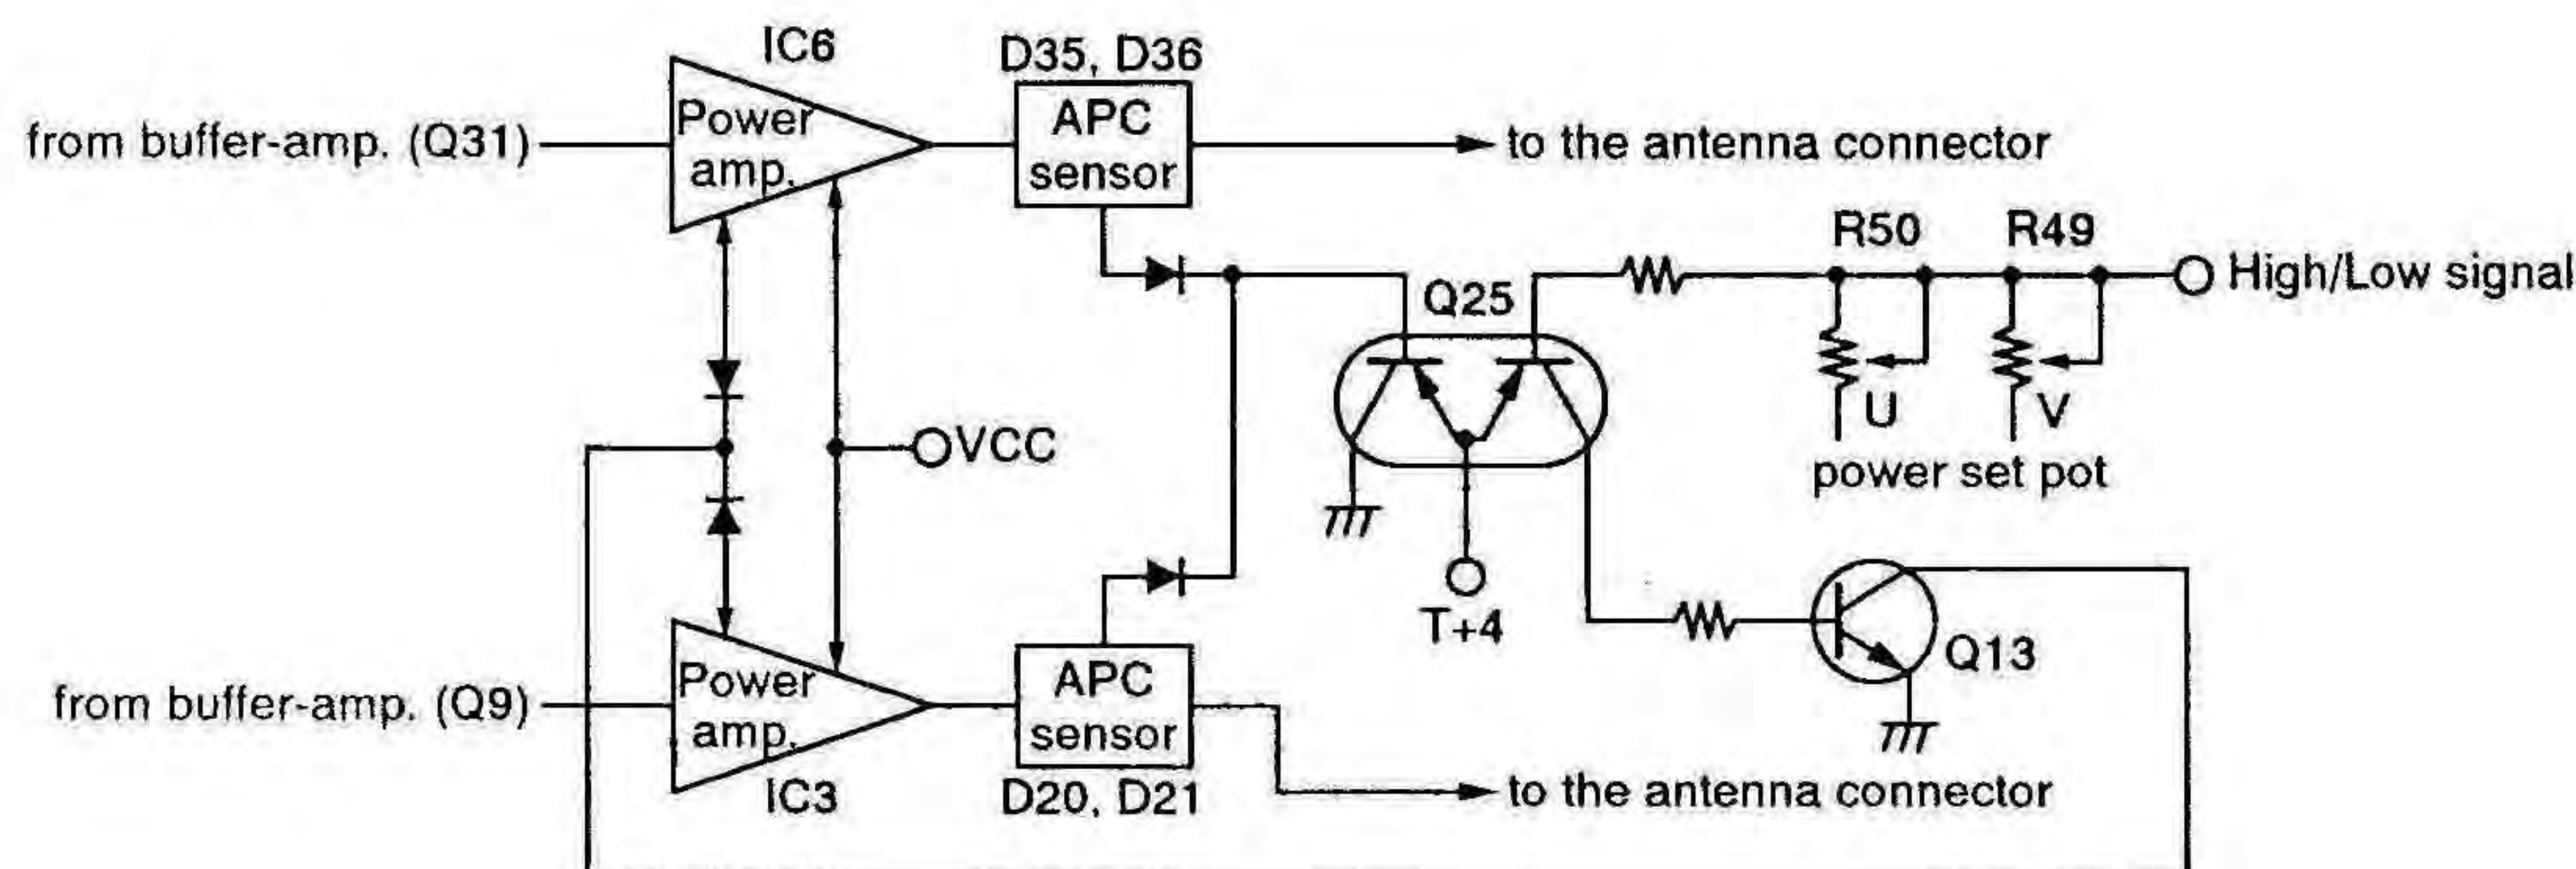 IC6
D35, D36
from buffer-amp. (Q31)
Power
amp.
APC
sensor
to the antenna connector
R50
R49
High/Low signal
Q25
U
V
power set pot
VCC
T+4
Q13
from buffer-amp. (Q9)
Power
amp.
APC
sensor
IC3
D20, D21
to the antenna connector